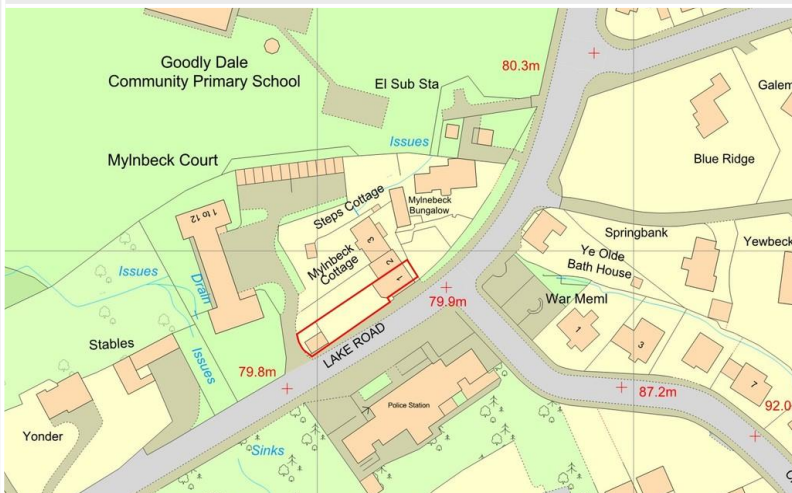 Goodly Dale
Community Primary School
80.3m
El Sub Sta
Galem
Issues
Mylnbeck Court
Blue Ridge
Steps Cottage
Mylnebeck
Bungalow
1 to 12
3
Mylnbeck
Cottage
2
1
Springbank
Ye Olde
Bath House
Yewbeck
Issues
Drain
79.9m
War Meml
1
3
7
Stables
Issues
LAKE ROAD
79.8m
87.2m
92.0
Police Station
Yonder
Sinks